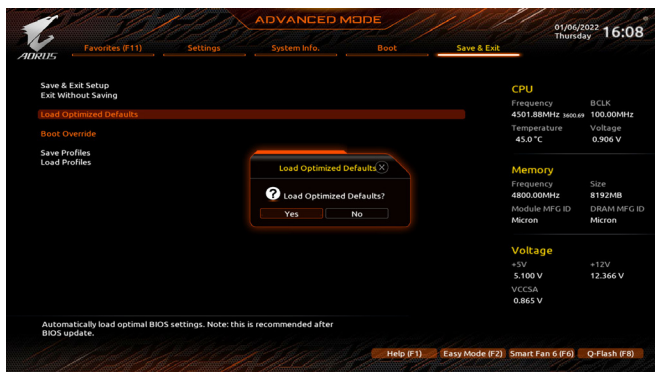 ADVANCED MODE
01/06/2022 Thursday 16:08
AORUS
Favorites (F11) Settings System Info. Boot Save & Exit
Save & Exit Setup
Exit Without Saving
Load Optimized Defaults
Boot Override
Save Profiles
Load Profiles
Load Optimized Defaults
Load Optimized Defaults?
Yes No
CPU
Frequency BCLK
4501.88MHz 3600.69 100.00MHz
Temperature Voltage
45.0 °C 0.906 V
Memory
Frequency Size
4800.00MHz 8192MB
Module MFG ID DRAM MFG ID
Micron Micron
Voltage
+5V +12V
5.100 V 12.366 V
VCCSA
0.865 V
Automatically load optimal BIOS settings. Note: this is recommended after
BIOS update.
Help (F1) Easy Mode (F2) Smart Fan 6 (F6) Q-Flash (F8)